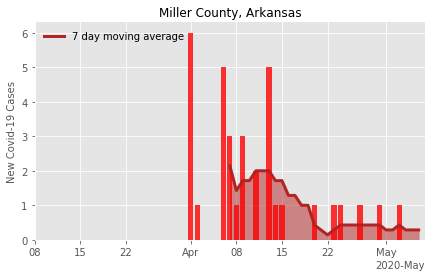 Miller County, Arkansas
7 day moving average
New Covid-19 Cases
6
5
4
3
2
1
0
08 15 22 Apr 08 15 22 May
2020-May